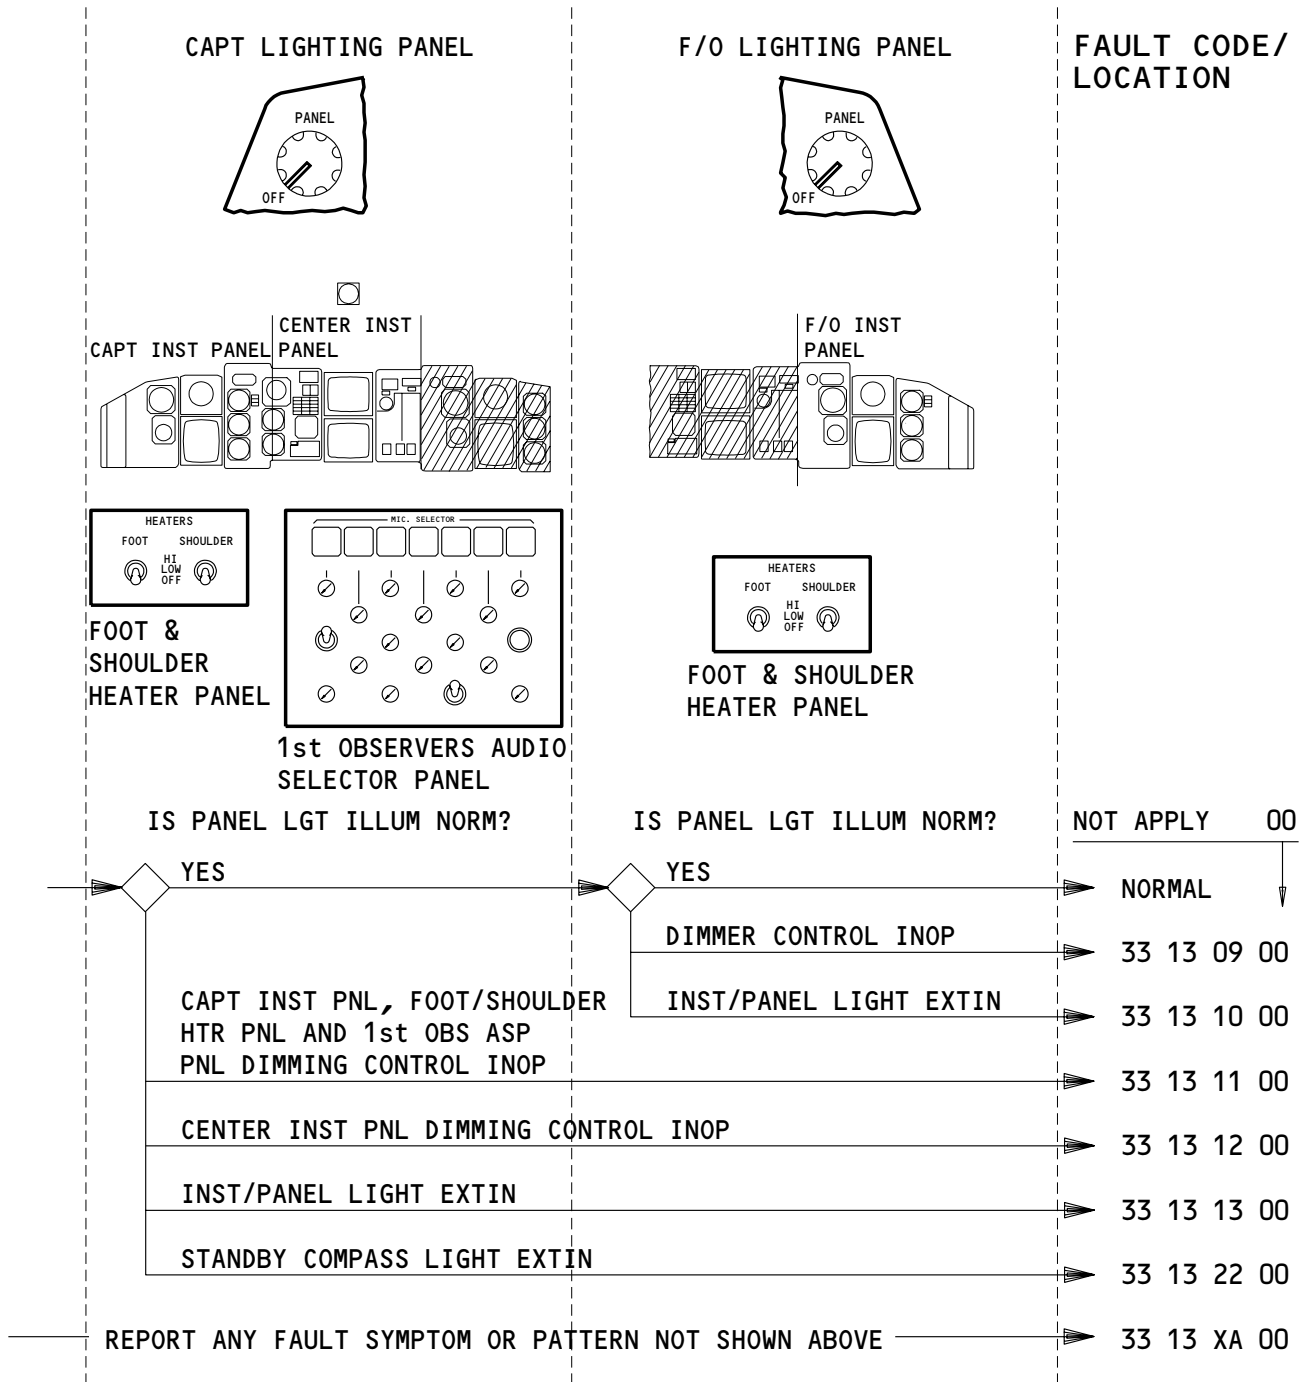 CAPT LIGHTING PANEL
PANEL
OFF
CENTER INST
PANEL
CAPT INST PANEL
HEATERS
FOOT SHOULDER
HI
LOW
OFF
FOOT &
SHOULDER
HEATER PANEL
MIC. SELECTOR
1st OBSERVERS AUDIO
SELECTOR PANEL
F/O LIGHTING PANEL
PANEL
OFF
F/O INST
PANEL
HEATERS
FOOT SHOULDER
HI
LOW
OFF
FOOT & SHOULDER
HEATER PANEL
FAULT CODE/
LOCATION
IS PANEL LGT ILLUM NORM?
IS PANEL LGT ILLUM NORM?
NOT APPLY 00
YES
YES
NORMAL
DIMMER CONTROL INOP
33 13 09 00
INST/PANEL LIGHT EXTIN
33 13 10 00
CAPT INST PNL, FOOT/SHOULDER
HTR PNL AND 1st OBS ASP
PNL DIMMING CONTROL INOP
33 13 11 00
CENTER INST PNL DIMMING CONTROL INOP
33 13 12 00
INST/PANEL LIGHT EXTIN
33 13 13 00
STANDBY COMPASS LIGHT EXTIN
33 13 22 00
REPORT ANY FAULT SYMPTOM OR PATTERN NOT SHOWN ABOVE
33 13 XA 00